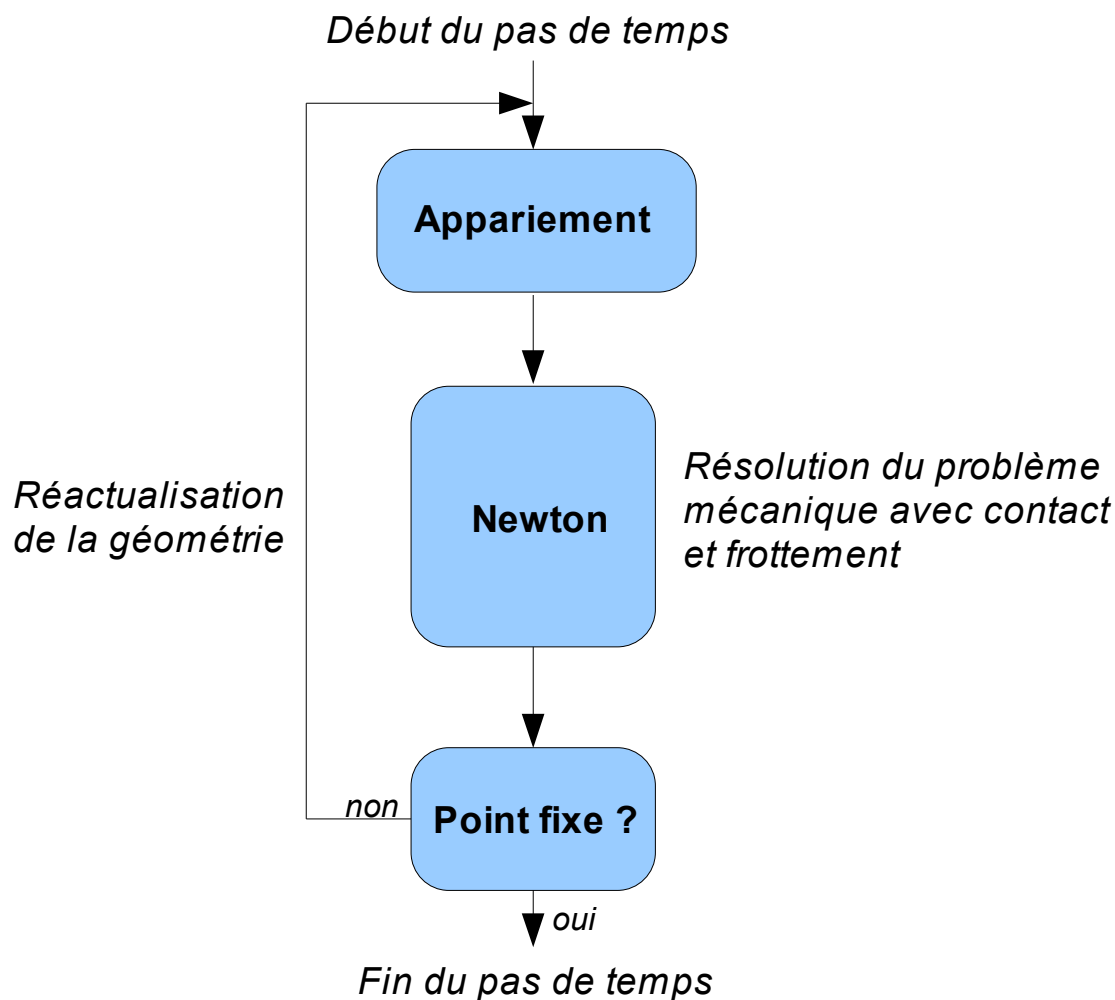 Début du pas de temps
Appariement
Réactualisation
de la géométrie
Newton
Résolution du problème
mécanique avec contact
et frottement
non
Point fixe ?
oui
Fin du pas de temps